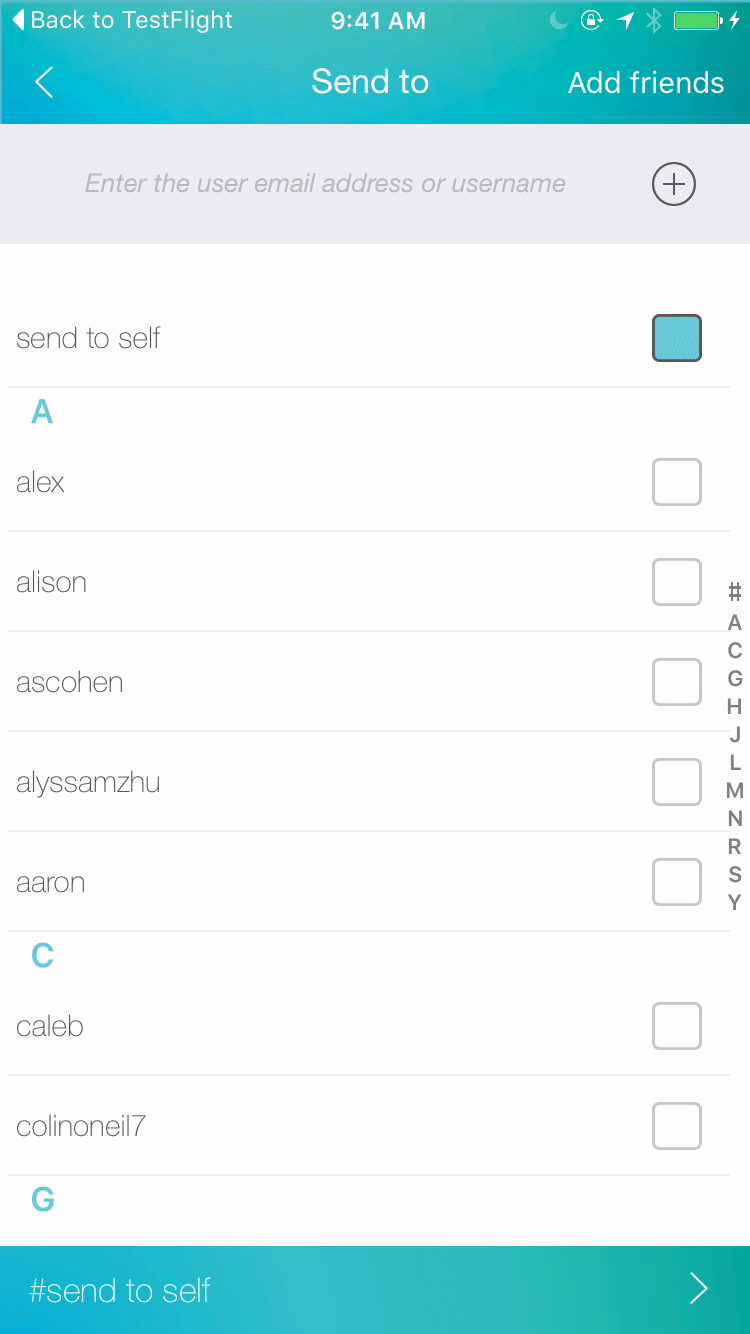 Back to TestFlight 9:41 AM
Send to Add friends
Enter the user email address or username
send to self
A
alex
alison
ascohen
alyssamzhu
aaron
C
caleb
colinoneil7
G
#
A
C
G
H
J
L
M
N
R
S
Y
#send to self